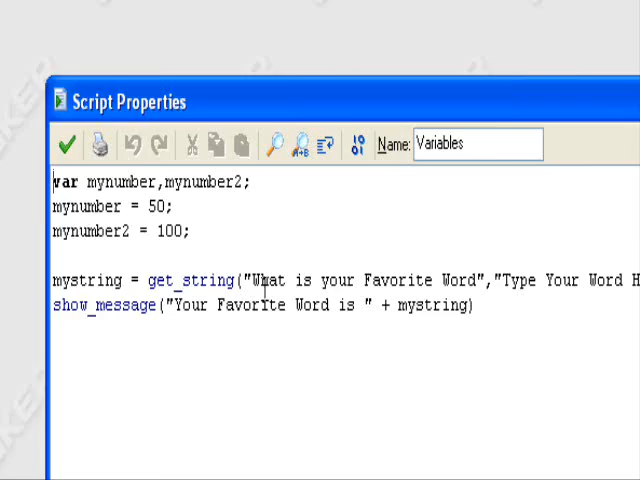 Script Properties
Name: Variables
var mynumber,mynumber2;
mynumber = 50;
mynumber2 = 100;
mystring = get_string("What is your Favorite Word","Type Your Word H
show_message("Your Favorite Word is " + mystring)